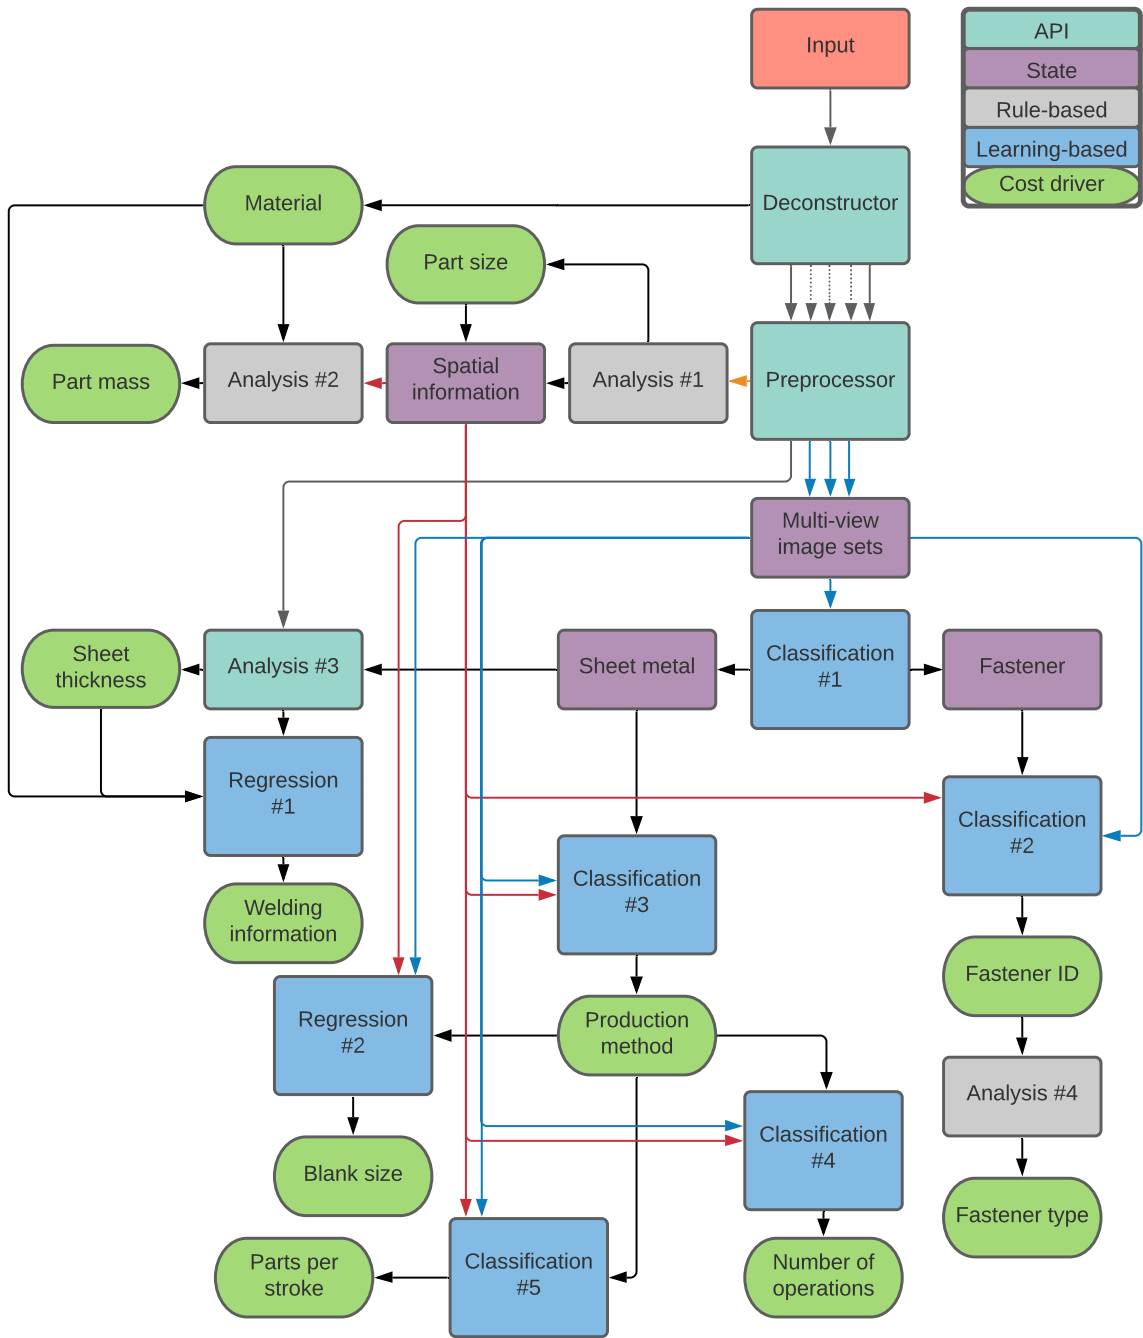 Input
API
State
Rule-based
Learning-based
Cost driver
Material
Deconstructor
Part size
Part mass
Analysis #2
Spatial
information
Analysis #1
Preprocessor
Multi-view
image sets
Sheet
thickness
Analysis #3
Sheet metal
Classification
#1
Fastener
Regression
#1
Classification
#2
Classification
#3
Welding
information
Fastener ID
Regression
#2
Production
method
Analysis #4
Classification
#4
Blank size
Fastener type
Parts per
stroke
Classification
#5
Number of
operations